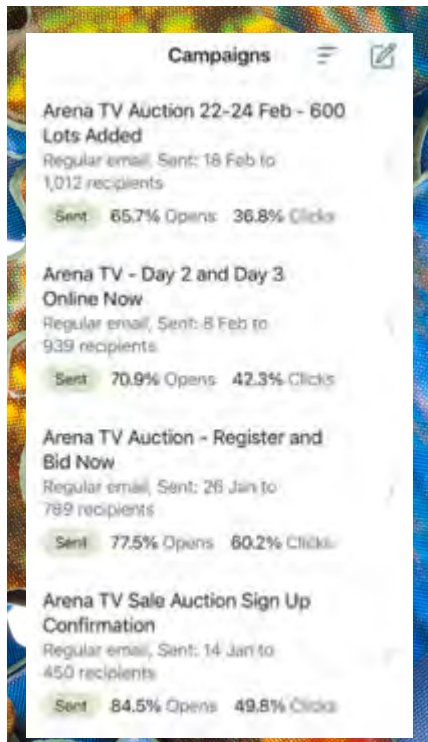 Campaigns
Arena TV Auction 22-24 Feb - 600
Lots Added
Regular email, Sent: 18 Feb to
1,012 recipients
Sent 65.7% Opens 36.8% Clicks
Arena TV - Day 2 and Day 3
Online Now
Regular email, Sent: 8 Feb to
939 recipients
Sent 70.9% Opens 42.3% Clicks
Arena TV Auction - Register and
Bid Now
Regular email, Sent: 26 Jan to
789 recipients
Sent 77.5% Opens 60.2% Clicks
Arena TV Sale Auction Sign Up
Confirmation
Regular email, Sent: 14 Jan to
450 recipients
Sent 84.5% Opens 49.8% Clicks